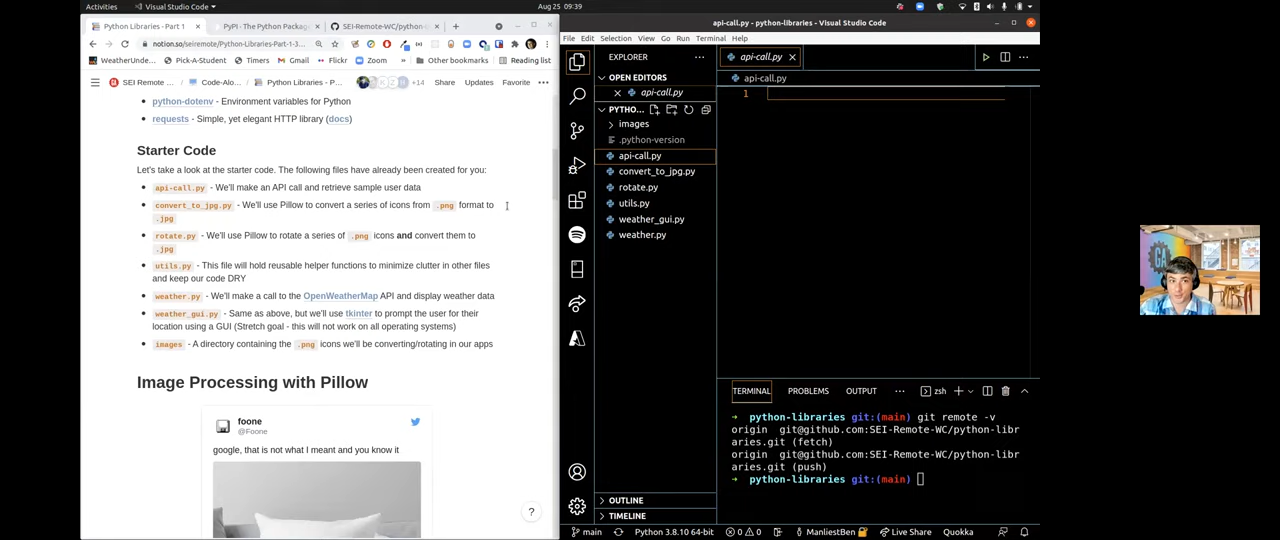 Activities
Visual Studio Code
Aug 25 09:39
Python Libraries - Part 1
PyPI · The Python Packag
SEI-Remote-WC/python-
notion.so/seiremote/Python-Libraries-Part-1-3...
WeatherUnde...
Pick-A-Student
Timers
Gmail
Flickr
Zoom
Other bookmarks
Reading list
SEI Remote ...
Code-Alo...
Python Libraries – P...
+14
Share
Updates
Favorite
python-dotenv - Environment variables for Python
requests - Simple, yet elegant HTTP library (docs)
Starter Code
Let's take a look at the starter code. The following files have already been created for you:
api-call.py - We'll make an API call and retrieve sample user data
convert_to_jpg.py - We'll use Pillow to convert a series of icons from .png format to
.jpg
rotate.py - We'll use Pillow to rotate a series of .png icons and convert them to
.jpg
utils.py - This file will hold reusable helper functions to minimize clutter in other files
and keep our code DRY
weather.py - We'll make a call to the OpenWeatherMap API and display weather data
weather_gui.py - Same as above, but we'll use tkinter to prompt the user for their
location using a GUI (Stretch goal - this will not work on all operating systems)
images - A directory containing the .png icons we'll be converting/rotating in our apps
Image Processing with Pillow
foone
@Foone
google, that is not what I meant and you know it
?
api-call.py - python-libraries - Visual Studio Code
File Edit Selection View Go Run Terminal Help
EXPLORER
OPEN EDITORS
api-call.py
PYTHO...
images
.python-version
api-call.py
convert_to_jpg.py
rotate.py
utils.py
weather_gui.py
weather.py
OUTLINE
TIMELINE
api-call.py
api-call.py
1
TERMINAL PROBLEMS OUTPUT
zsh
→ python-libraries git:(main) git remote -v
origin git@github.com:SEI-Remote-WC/python-libr
aries.git (fetch)
origin git@github.com:SEI-Remote-WC/python-libr
aries.git (push)
→ python-libraries git:(main)
main
Python 3.8.10 64-bit
0
0
ManliestBen
Live Share
Quokka
GA